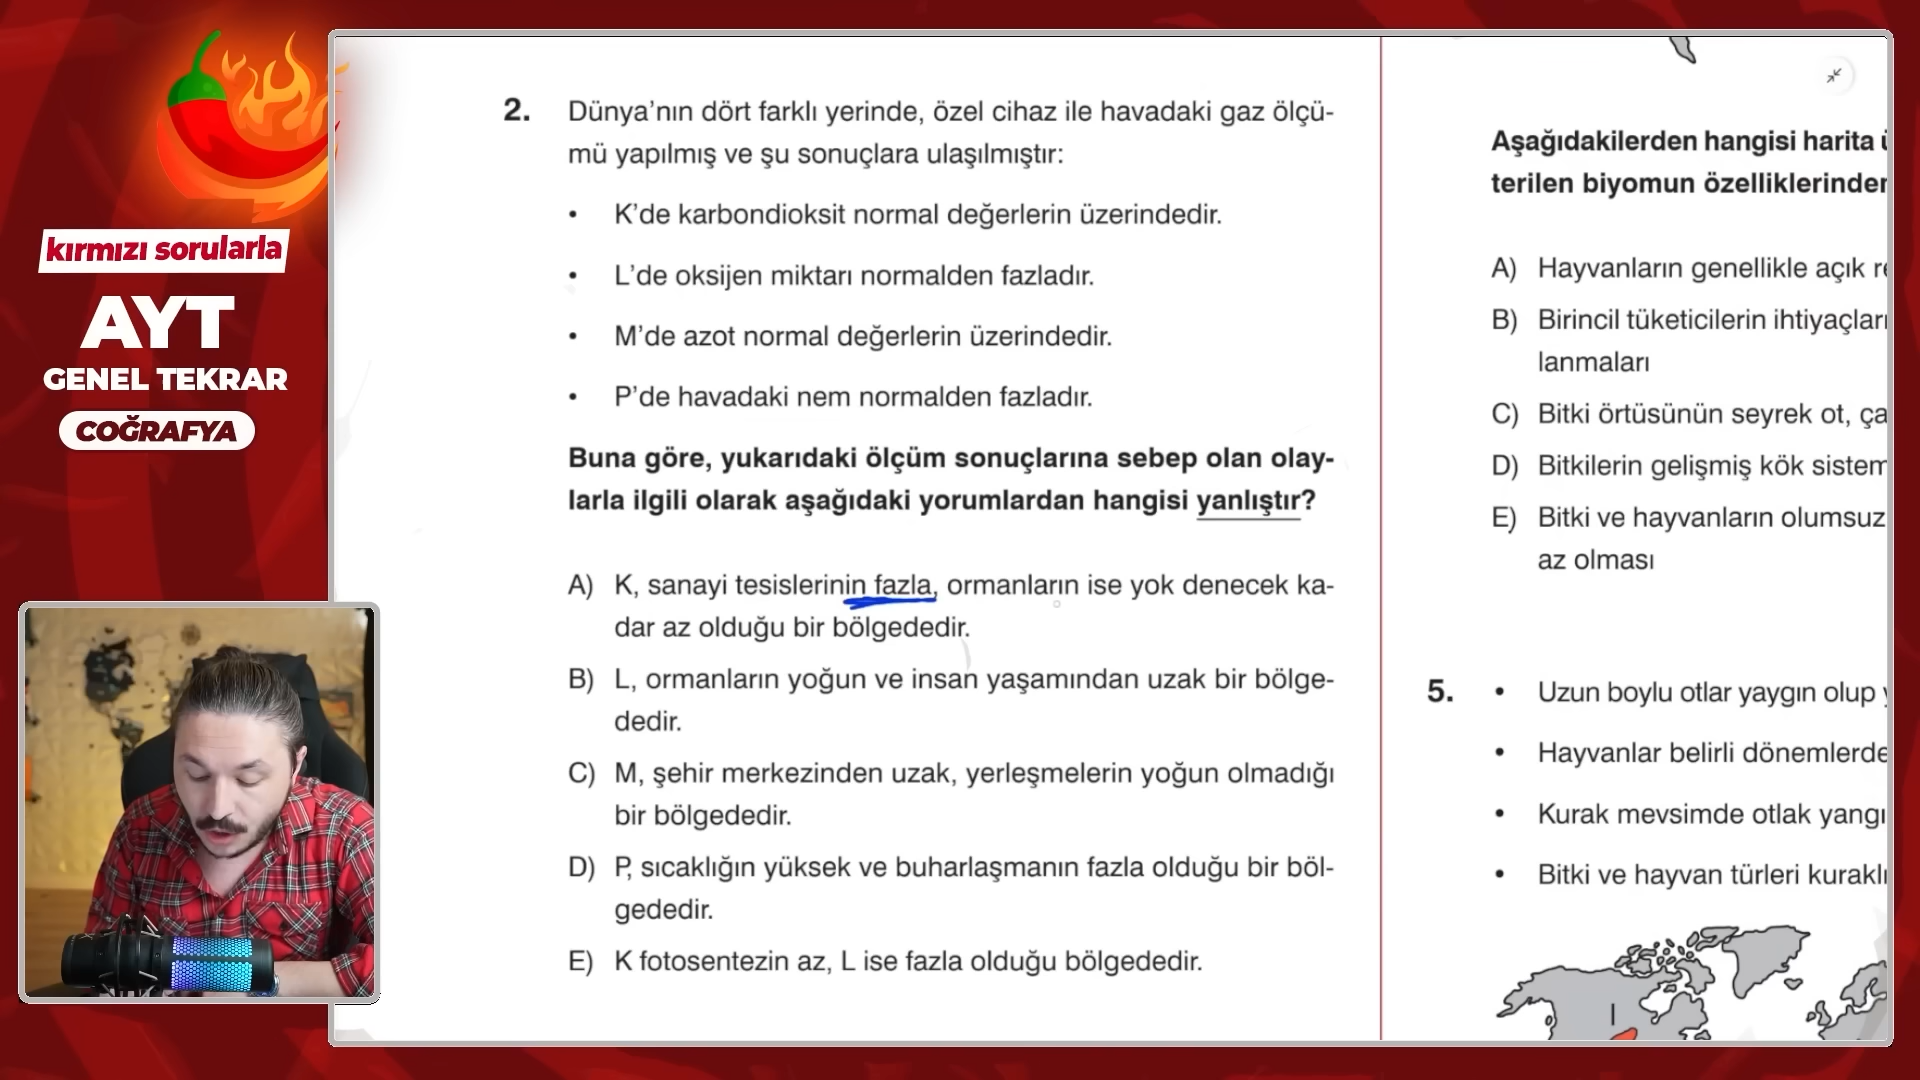 kırmızı sorularla
AYT
GENEL TEKRAR
COĞRAFYA
2. Dünya’nın dört farklı yerinde, özel cihaz ile havadaki gaz ölçü-
mü yapılmış ve şu sonuçlara ulaşılmıştır:
• K’de karbondioksit normal değerlerin üzerindedir.
• L’de oksijen miktarı normalden fazladır.
• M’de azot normal değerlerin üzerindedir.
• P’de havadaki nem normalden fazladır.
Buna göre, yukarıdaki ölçüm sonuçlarına sebep olan olay-
larla ilgili olarak aşağıdaki yorumlardan hangisi yanlıştır?
A) K, sanayi tesislerinin fazla, ormanların ise yok denecek ka-
dar az olduğu bir bölgededir.
B) L, ormanların yoğun ve insan yaşamından uzak bir bölge-
dedir.
C) M, şehir merkezinden uzak, yerleşmelerin yoğun olmadığı
bir bölgededir.
D) P, sıcaklığın yüksek ve buharlaşmanın fazla olduğu bir böl-
gededir.
E) K fotosentezin az, L ise fazla olduğu bölgededir.
Aşağıdakilerden hangisi harita
terilen biyomun özelliklerinden
A) Hayvanların genellikle açık
B) Birincil tüketicilerin ihtiyaçları
lanmaları
C) Bitki örtüsünün seyrek ot,
D) Bitkilerin gelişmiş kök sistem
E) Bitki ve hayvanların olumsuz
az olması
5. • Uzun boylu otlar yaygın olup
• Hayvanlar belirli dönemlerde
• Kurak mevsimde otlak yangı
• Bitki ve hayvan türleri kuraklı
I